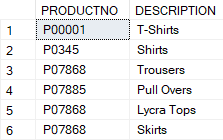 PRODUCTNO DESCRIPTION
1 P00001 T-Shirts
2 P0345 Shirts
3 P07868 Trousers
4 P07885 Pull Overs
5 P07868 Lycra Tops
6 P07868 Skirts